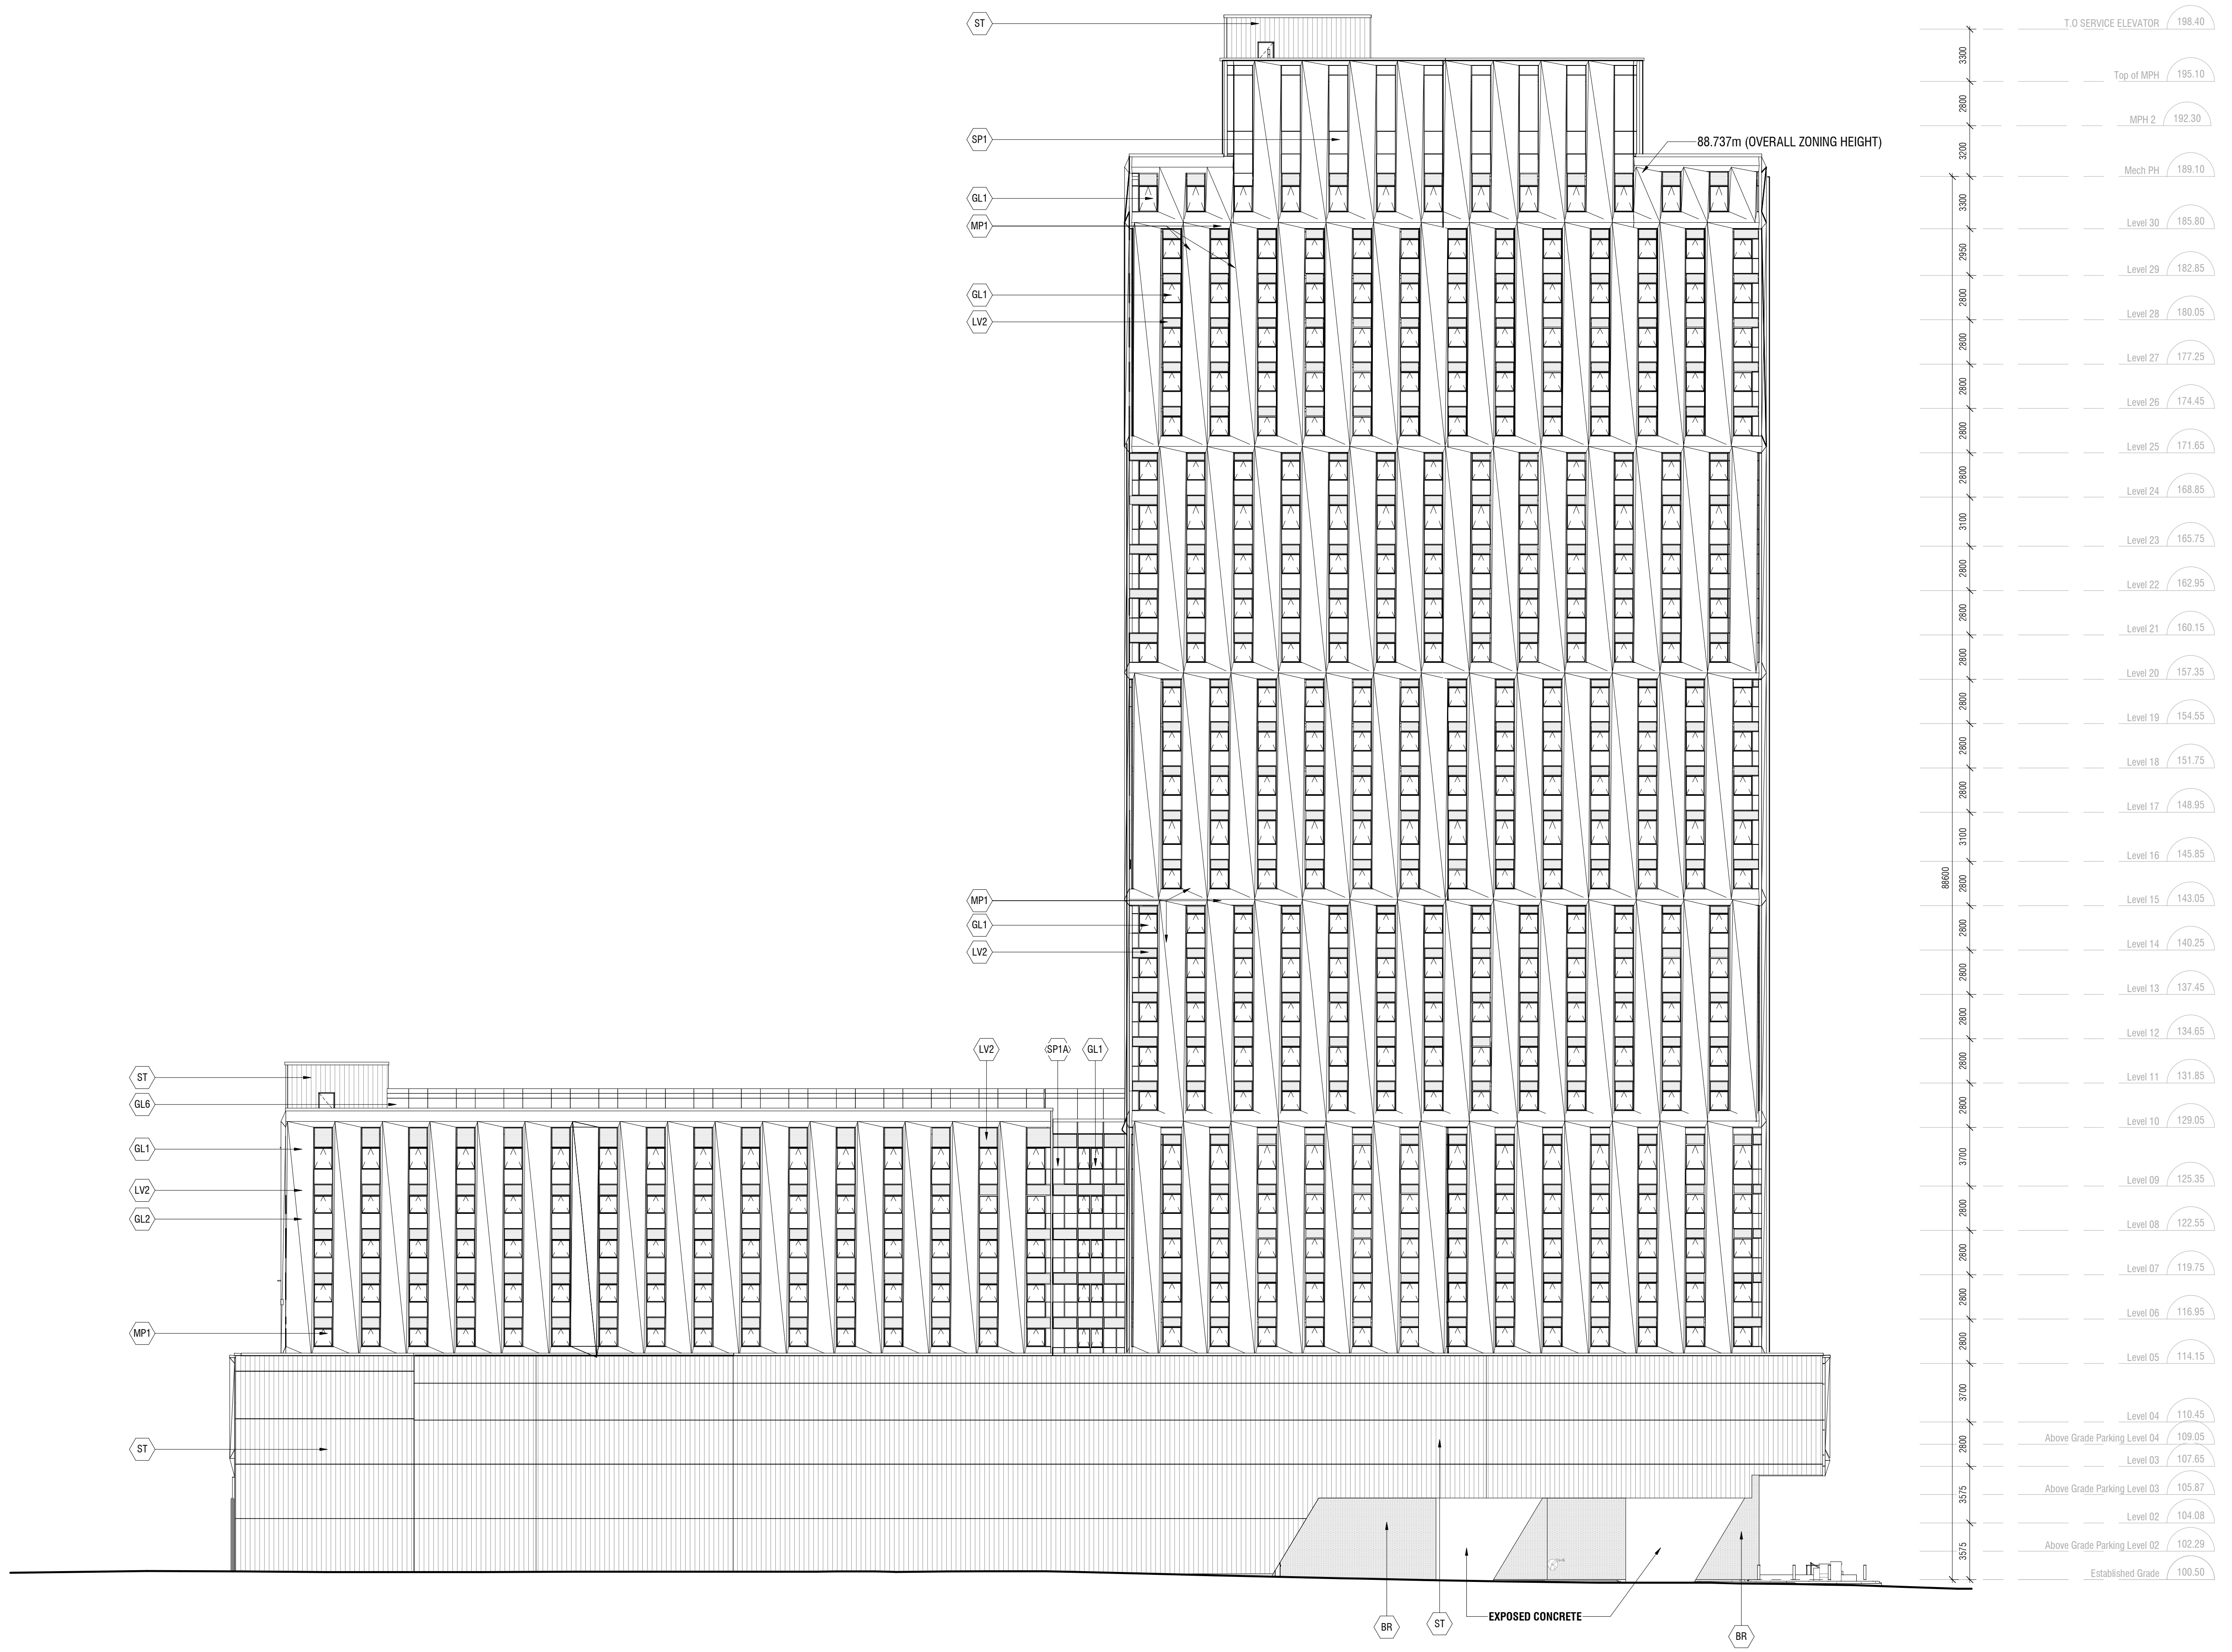 ST
T.O SERVICE ELEVATOR 198.40
3300
Top of MPH 195.10
2800
MPH 2 192.30
SP1
88.737m (OVERALL ZONING HEIGHT)
3200
Mech PH 189.10
GL1
3300
MP1
Level 30 185.80
2950
Level 29 182.85
GL1
2800
LV2
Level 28 180.05
2800
Level 27 177.25
2800
Level 26 174.45
2800
Level 25 171.65
2800
Level 24 168.85
3100
Level 23 165.75
2800
Level 22 162.95
2800
Level 21 160.15
2800
Level 20 157.35
2800
Level 19 154.55
2800
Level 18 151.75
2800
Level 17 148.95
3100
Level 16 145.85
88600
2800
MP1
Level 15 143.05
GL1
2800
LV2
Level 14 140.25
2800
Level 13 137.45
2800
Level 12 134.65
LV2
SP1A
GL1
2800
ST
Level 11 131.85
GL6
2800
Level 10 129.05
GL1
3700
LV2
Level 09 125.35
GL2
2800
Level 08 122.55
2800
Level 07 119.75
2800
Level 06 116.95
MP1
2800
Level 05 114.15
3700
Level 04 110.45
Above Grade Parking Level 04 109.05
ST
2800
Level 03 107.65
Above Grade Parking Level 03 105.87
3575
Level 02 104.08
Above Grade Parking Level 02 102.29
3575
Established Grade 100.50
EXPOSED CONCRETE
BR
ST
BR